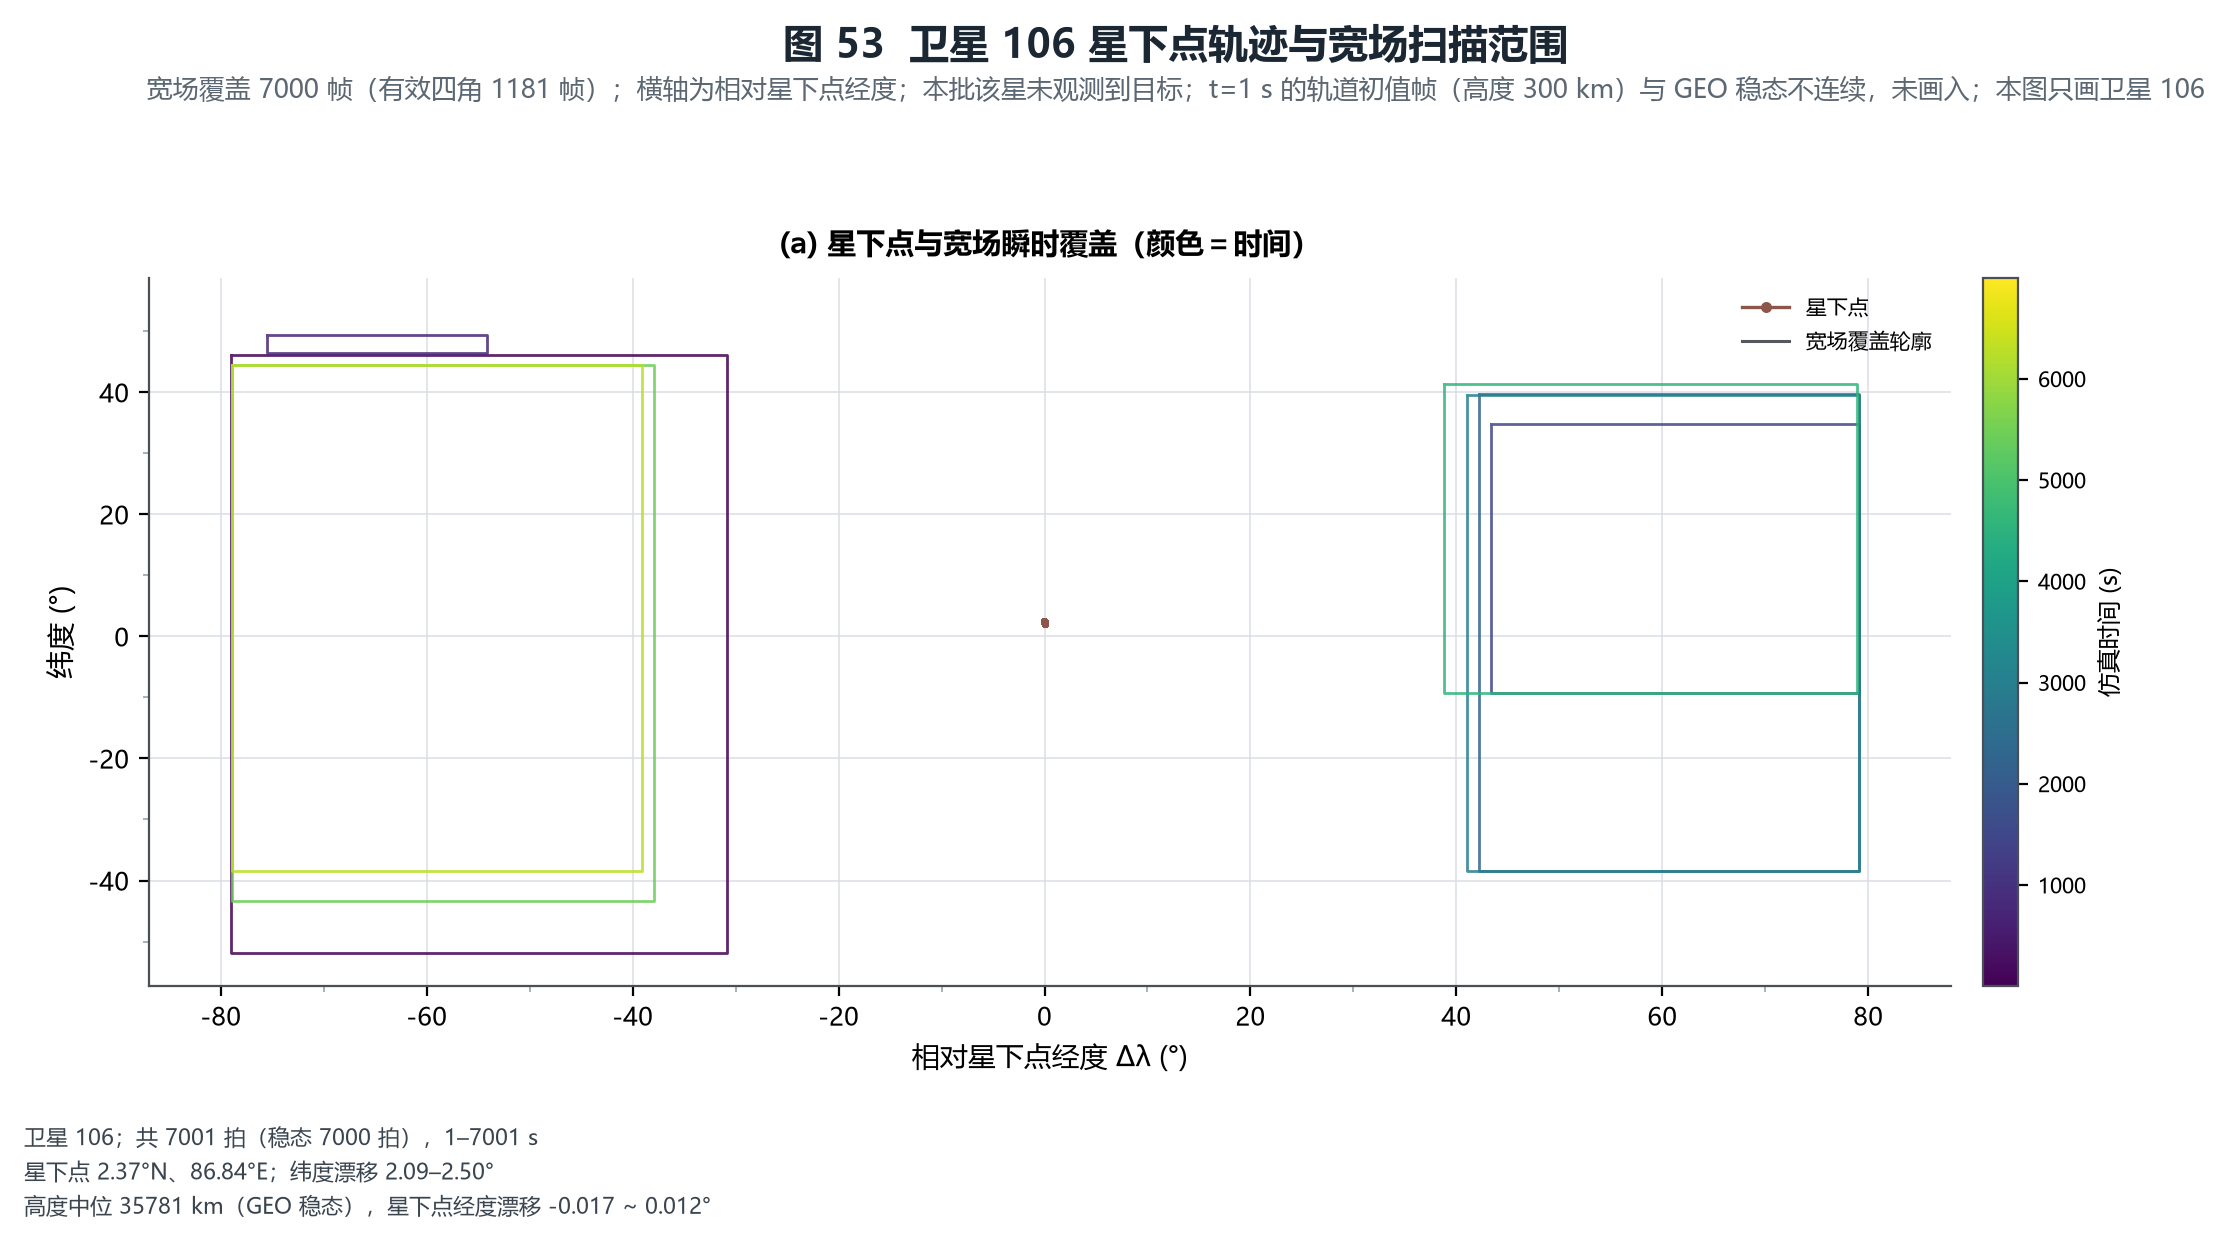 图 53  卫星 106 星下点轨迹与宽场扫描范围
宽场覆盖 7000 帧（有效四角 1181 帧）；横轴为相对星下点经度；本批该星未观测到目标；t=1 s 的轨道初值帧（高度 300 km）与 GEO 稳态不连续，未画入；本图只画卫星 106
(a) 星下点与宽场瞬时覆盖（颜色 = 时间）
星下点
宽场覆盖轮廓
40
20
0
-20
-40
纬度 (°)
-80
-60
-40
-20
0
20
40
60
80
相对星下点经度 Δλ (°)
6000
5000
4000
3000
2000
1000
仿真时间 (s)
卫星 106；共 7001 拍（稳态 7000 拍），1–7001 s
星下点 2.37°N、86.84°E；纬度漂移 2.09–2.50°
高度中位 35781 km（GEO 稳态），星下点经度漂移 -0.017 ~ 0.012°